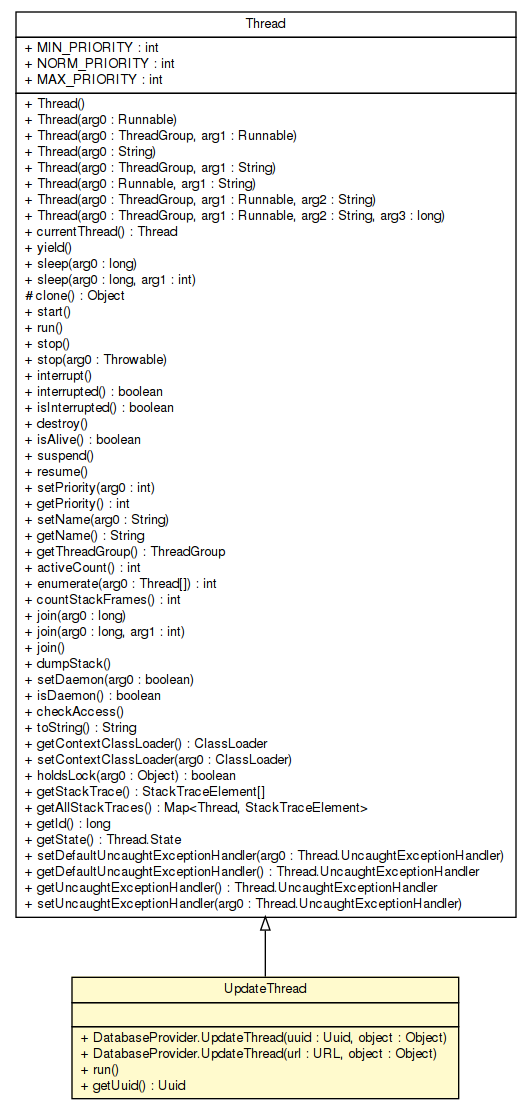 Thread
+ MIN_PRIORITY : int
+ NORM_PRIORITY : int
+ MAX_PRIORITY : int
+ Thread()
+ Thread(arg0 : Runnable)
+ Thread(arg0 : ThreadGroup, arg1 : Runnable)
+ Thread(arg0 : String)
+ Thread(arg0 : ThreadGroup, arg1 : String)
+ Thread(arg0 : Runnable, arg1 : String)
+ Thread(arg0 : ThreadGroup, arg1 : Runnable, arg2 : String)
+ Thread(arg0 : ThreadGroup, arg1 : Runnable, arg2 : String, arg3 : long)
+ currentThread() : Thread
+ yield()
+ sleep(arg0 : long)
+ sleep(arg0 : long, arg1 : int)
# clone() : Object
+ start()
+ run()
+ stop()
+ stop(arg0 : Throwable)
+ interrupt()
+ interrupted() : boolean
+ isInterrupted() : boolean
+ destroy()
+ isAlive() : boolean
+ suspend()
+ resume()
+ setPriority(arg0 : int)
+ getPriority() : int
+ setName(arg0 : String)
+ getName() : String
+ getThreadGroup() : ThreadGroup
+ activeCount() : int
+ enumerate(arg0 : Thread[]) : int
+ countStackFrames() : int
+ join(arg0 : long)
+ join(arg0 : long, arg1 : int)
+ join()
+ dumpStack()
+ setDaemon(arg0 : boolean)
+ isDaemon() : boolean
+ checkAccess()
+ toString() : String
+ getContextClassLoader() : ClassLoader
+ setContextClassLoader(arg0 : ClassLoader)
+ holdsLock(arg0 : Object) : boolean
+ getStackTrace() : StackTraceElement[]
+ getAllStackTraces() : Map<Thread, StackTraceElement>
+ getId() : long
+ getState() : Thread.State
+ setDefaultUncaughtExceptionHandler(arg0 : Thread.UncaughtExceptionHandler)
+ getDefaultUncaughtExceptionHandler() : Thread.UncaughtExceptionHandler
+ getUncaughtExceptionHandler() : Thread.UncaughtExceptionHandler
+ setUncaughtExceptionHandler(arg0 : Thread.UncaughtExceptionHandler)
UpdateThread
+ DatabaseProvider.UpdateThread(uuid : Uuid, object : Object)
+ DatabaseProvider.UpdateThread(url : URL, object : Object)
+ run()
+ getUuid() : Uuid